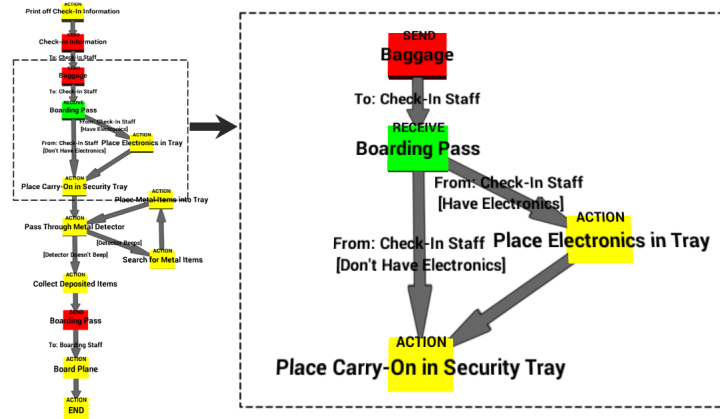 ACTION
Print off Check-In Information
SEND
Check-In Information
To: Check-In Staff
SEND
Baggage
To: Check-In Staff
RECEIVE
Boarding Pass
From: Check-In Staff
[Have Electronics]
ACTION
Place Electronics in Tray
From: Check-In Staff
[Don't Have Electronics]
ACTION
Place Carry-On in Security Tray
ACTION
Place Metal Items into Tray
ACTION
Pass Through Metal Detector
[Detector Beeps]
ACTION
Search for Metal Items
[Detector Doesn't Beep]
ACTION
Collect Deposited Items
SEND
Boarding Pass
To: Boarding Staff
ACTION
Board Plane
ACTION
END
SEND
Baggage
To: Check-In Staff
RECEIVE
Boarding Pass
From: Check-In Staff
[Have Electronics]
ACTION
Place Electronics in Tray
From: Check-In Staff
[Don't Have Electronics]
ACTION
Place Carry-On in Security Tray